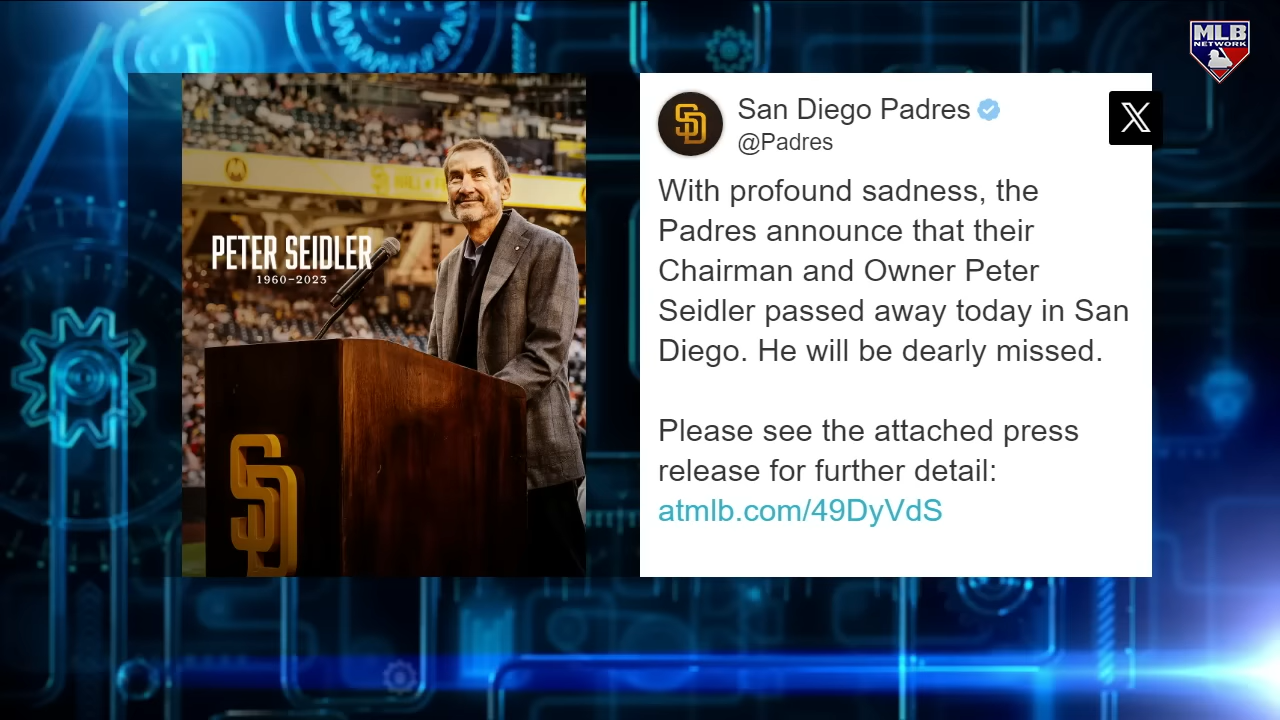 MLB
NETWORK
PETER SEIDLER
1960–2023
SD
San Diego Padres
@Padres
With profound sadness, the
Padres announce that their
Chairman and Owner Peter
Seidler passed away today in San
Diego. He will be dearly missed.
Please see the attached press
release for further detail:
atmlb.com/49DyVdS